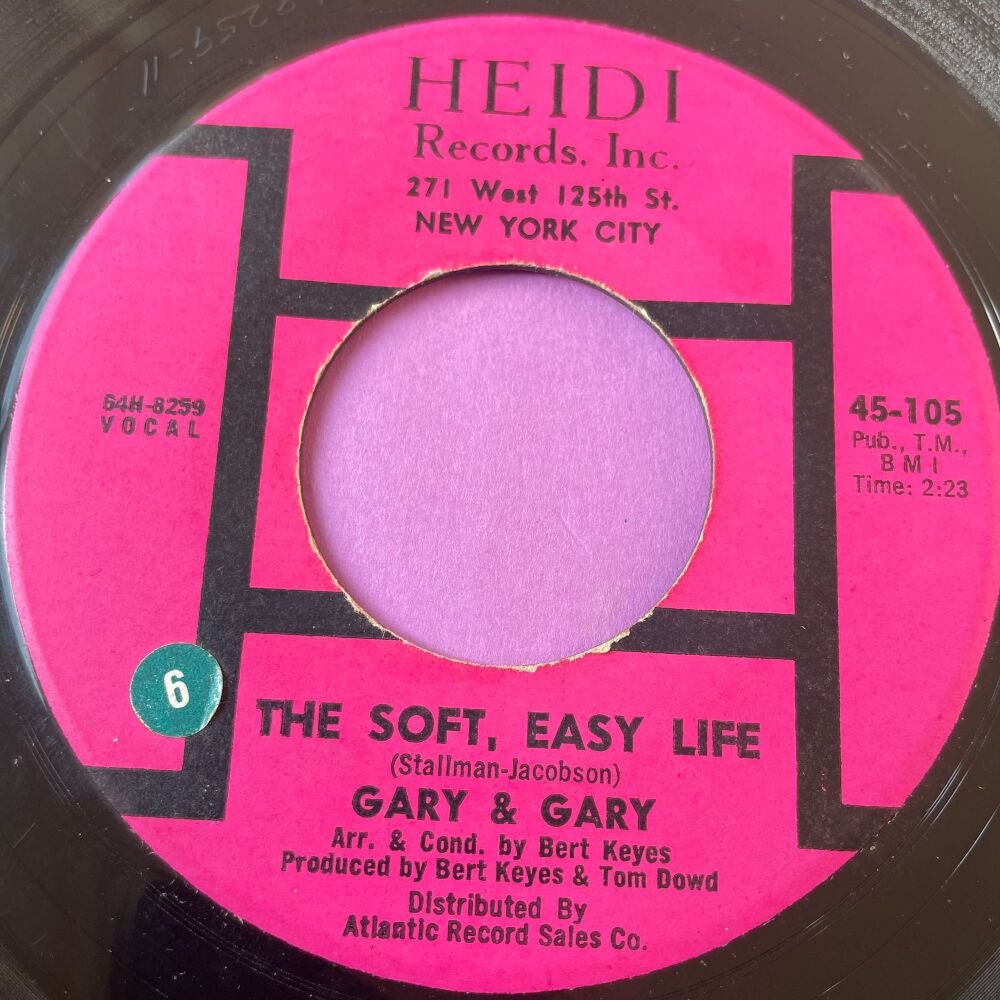 HEIDI
Records, Inc.
271 West 125th St.
NEW YORK CITY
64H-8259
VOCAL
45-105
Pub., T.M.,
BMI
Time: 2:23
6
THE SOFT, EASY LIFE
(Stallman-Jacobson)
GARY & GARY
Arr. & Cond. by Bert Keyes
Produced by Bert Keyes & Tom Dowd
Distributed By
Atlantic Record Sales Co.